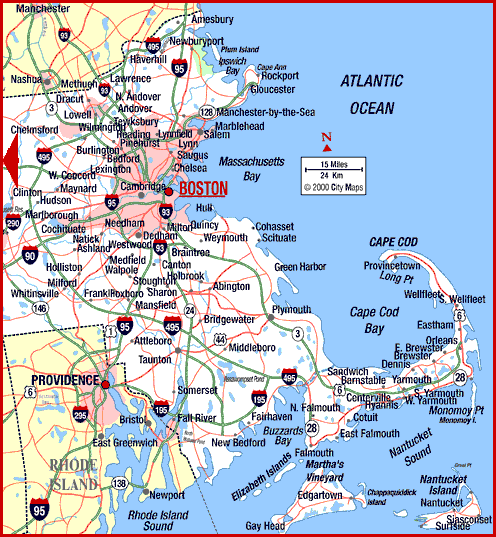 Manchester
Amesbury
93
495
Newburyport
Haverhill
95
Plum Island
Ipswich
Bay
Cape Ann
Rockport
Gloucester
Nashua
Methuen
Lawrence
93
N. Andover
Andover
Dracut
3
Lowell
Tewksbury
128
Manchester-by-the-Sea
Chelmsford
Wilmington
Reading
Lynnfield
Salem
Marblehead
Pinehurst
Lynn
Burlington
Bedford
Saugus
495
Lexington
Chelsea
W. Concord
Massachusetts
Bay
ATLANTIC
OCEAN
N
15 Miles
24 Km
© 2000 City Maps
Clinton
Maynard
Cambridge
BOSTON
Hudson
95
93
Hull
Marlborough
290
Needham
Milton
Quincy
Cochituate
Dedham
Weymouth
Cohasset
Scituate
Natick
Westwood
93
90
Ashland
Medfield
Braintree
Holliston
Walpole
Canton
Holbrook
Green Harbor
Milford
Stoughton
Abington
Whitinsville
Franklin
Foxboro
Sharon
Mansfield
146
24
Bridgewater
Plymouth
1
95
495
44
3
Attleboro
Middleboro
Taunton
CAPE COD
Provincetown
Long Pt
Wellfleet
S. Wellfleet
Cape Cod
Bay
6
Eastham
Orleans
E. Brewster
Brewster
Dennis
PROVIDENCE
6
Sandwich
Barnstable
Yarmouth
28
495
Somerset
195
195
S. Yarmouth
Centerville
W. Yarmouth
Hyannis
Monomoy Pt
Monomoy I.
295
Bristol
Fall River
Fairhaven
N. Falmouth
Cotuit
28
East Greenwich
New Bedford
Buzzards
Bay
East Falmouth
Nantucket
Sound
RHODE
ISLAND
Falmouth
Elizabeth Islands
Martha's
Vineyard
138
Newport
Edgartown
Chappaquiddick
Island
Nantucket
Island
Nantucket
95
Rhode Island
Sound
Gay Head
Siasconset
Surfside